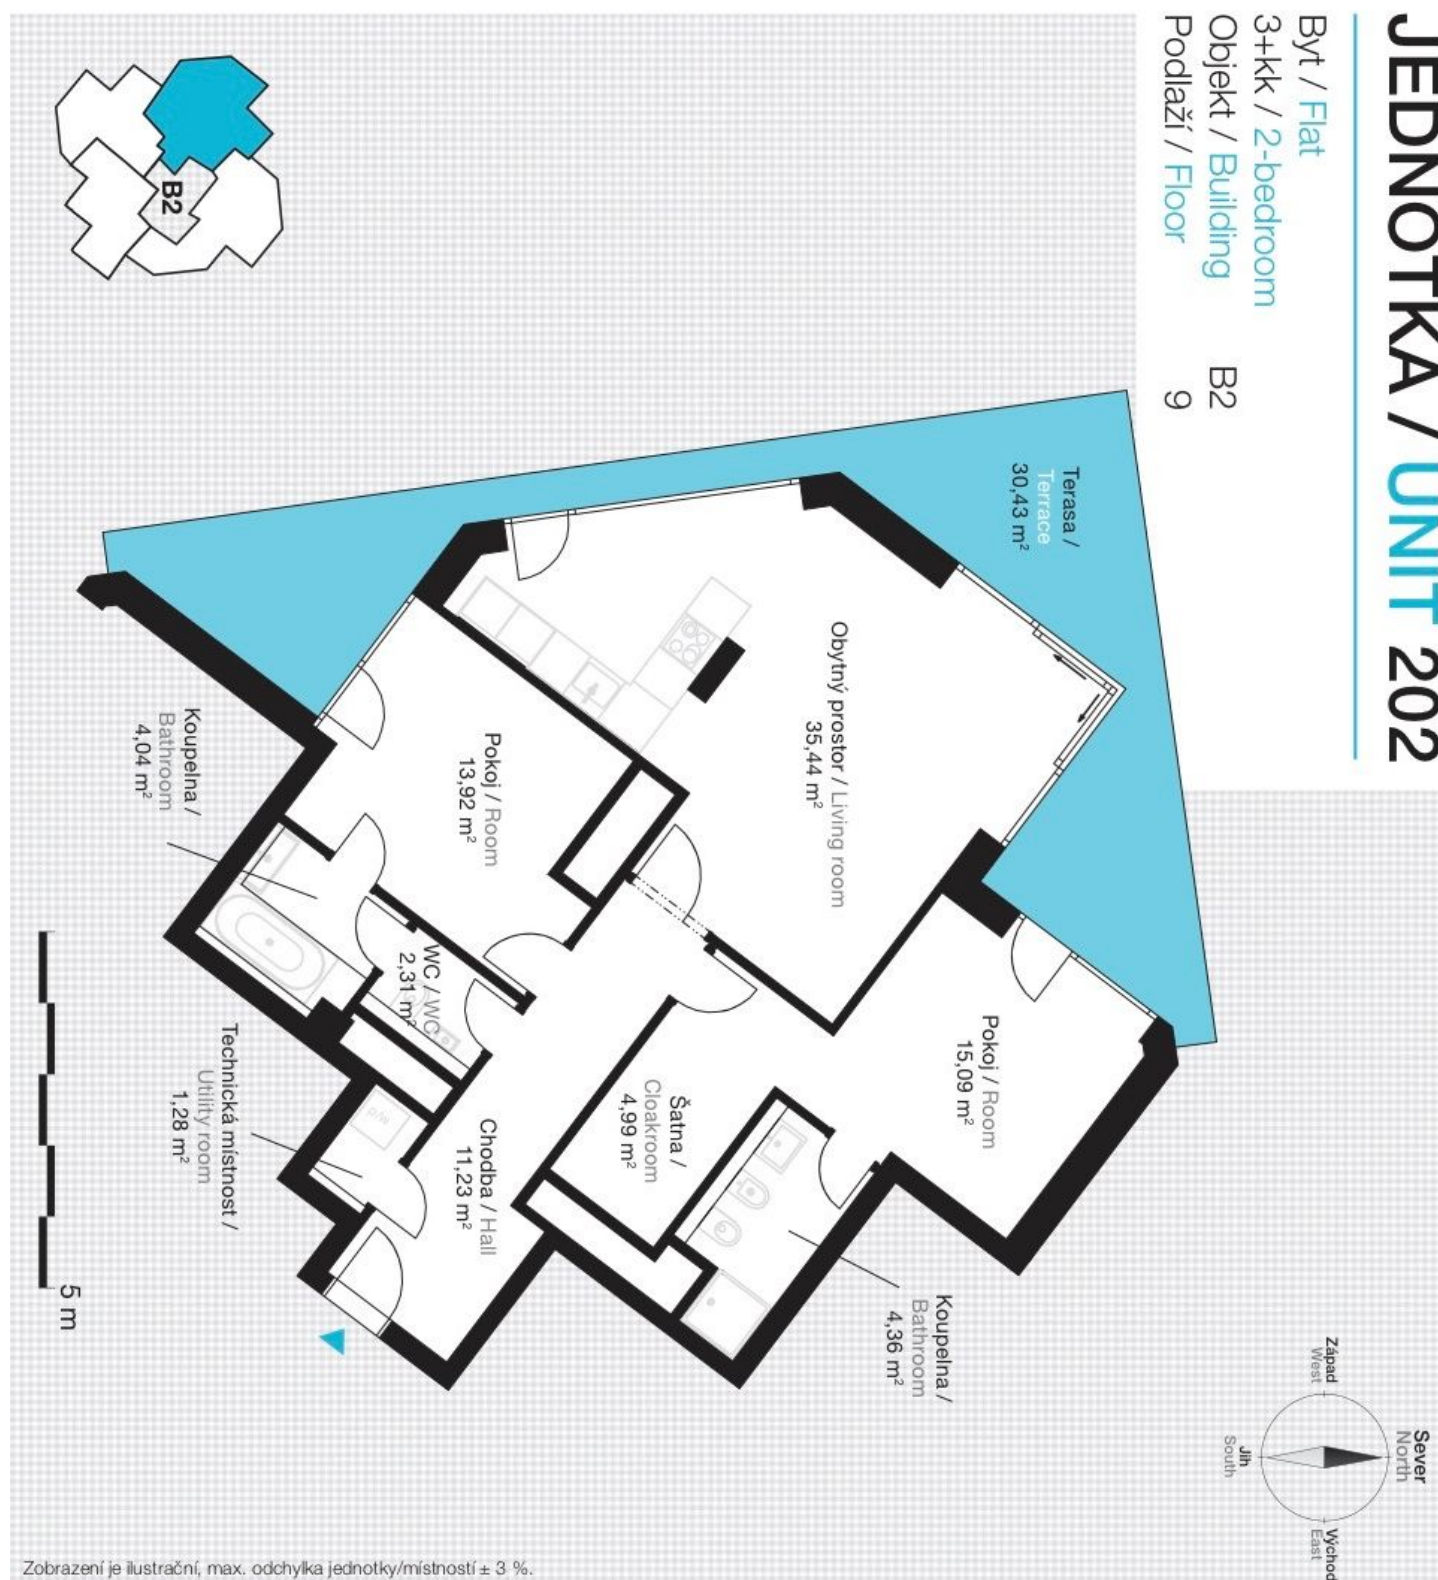 JEDNOTKA / UNIT 202
Byt / Flat
3+kk / 2-bedroom
Objekt / Building B2
Podlaží / Floor 9
B2
Terasa /
Terrace
30,43 m²
Obytný prostor / Living room
35,44 m²
Pokoj / Room
13,92 m²
Koupelna /
Bathroom
4,04 m²
WC / WC
2,31 m²
Technická místnost /
Utility room
1,28 m²
W/D
Chodba / Hall
11,23 m²
Šatna /
Cloakroom
4,99 m²
Pokoj / Room
15,09 m²
Koupelna /
Bathroom
4,36 m²
5 m
Sever
North
Západ
West
Východ
East
Jih
South
Zobrazení je ilustrační, max. odchylka jednotky/místností ± 3 %.